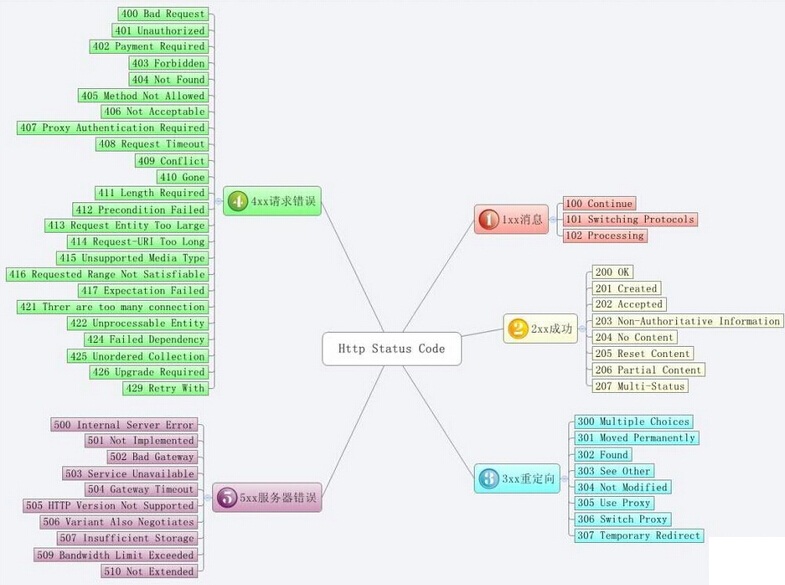 Http Status Code
1xx消息
100 Continue
101 Switching Protocols
102 Processing
2xx成功
200 OK
201 Created
202 Accepted
203 Non-Authoritative Information
204 No Content
205 Reset Content
206 Partial Content
207 Multi-Status
3xx重定向
300 Multiple Choices
301 Moved Permanently
302 Found
303 See Other
304 Not Modified
305 Use Proxy
306 Switch Proxy
307 Temporary Redirect
4xx请求错误
400 Bad Request
401 Unauthorized
402 Payment Required
403 Forbidden
404 Not Found
405 Method Not Allowed
406 Not Acceptable
407 Proxy Authentication Required
408 Request Timeout
409 Conflict
410 Gone
411 Length Required
412 Precondition Failed
413 Request Entity Too Large
414 Request-URI Too Long
415 Unsupported Media Type
416 Requested Range Not Satisfiable
417 Expectation Failed
421 Threr are too many connection
422 Unprocessable Entity
424 Failed Dependency
425 Unordered Collection
426 Upgrade Required
429 Retry With
5xx服务器错误
500 Internal Server Error
501 Not Implemented
502 Bad Gateway
503 Service Unavailable
504 Gateway Timeout
505 HTTP Version Not Supported
506 Variant Also Negotiates
507 Insufficient Storage
509 Bandwidth Limit Exceeded
510 Not Extended